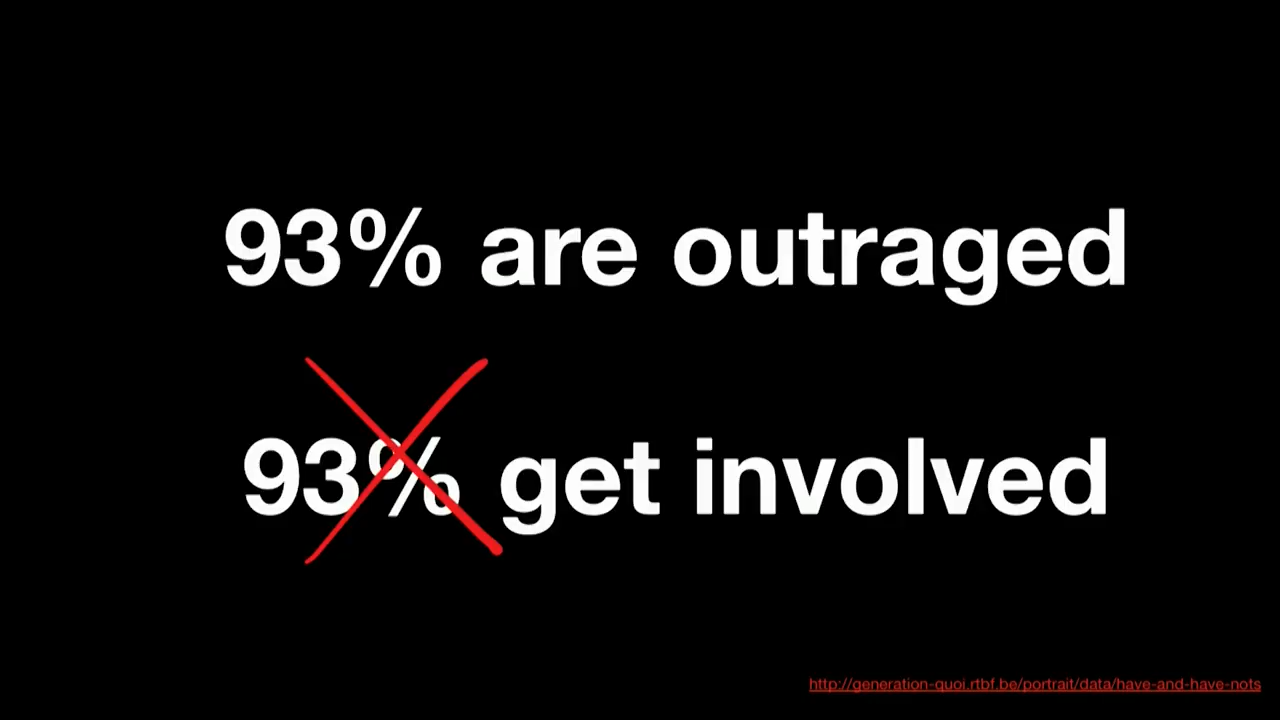 93% are outraged
93% get involved
http://generation-quoi.rtbf.be/portrait/data/have-and-have-nots